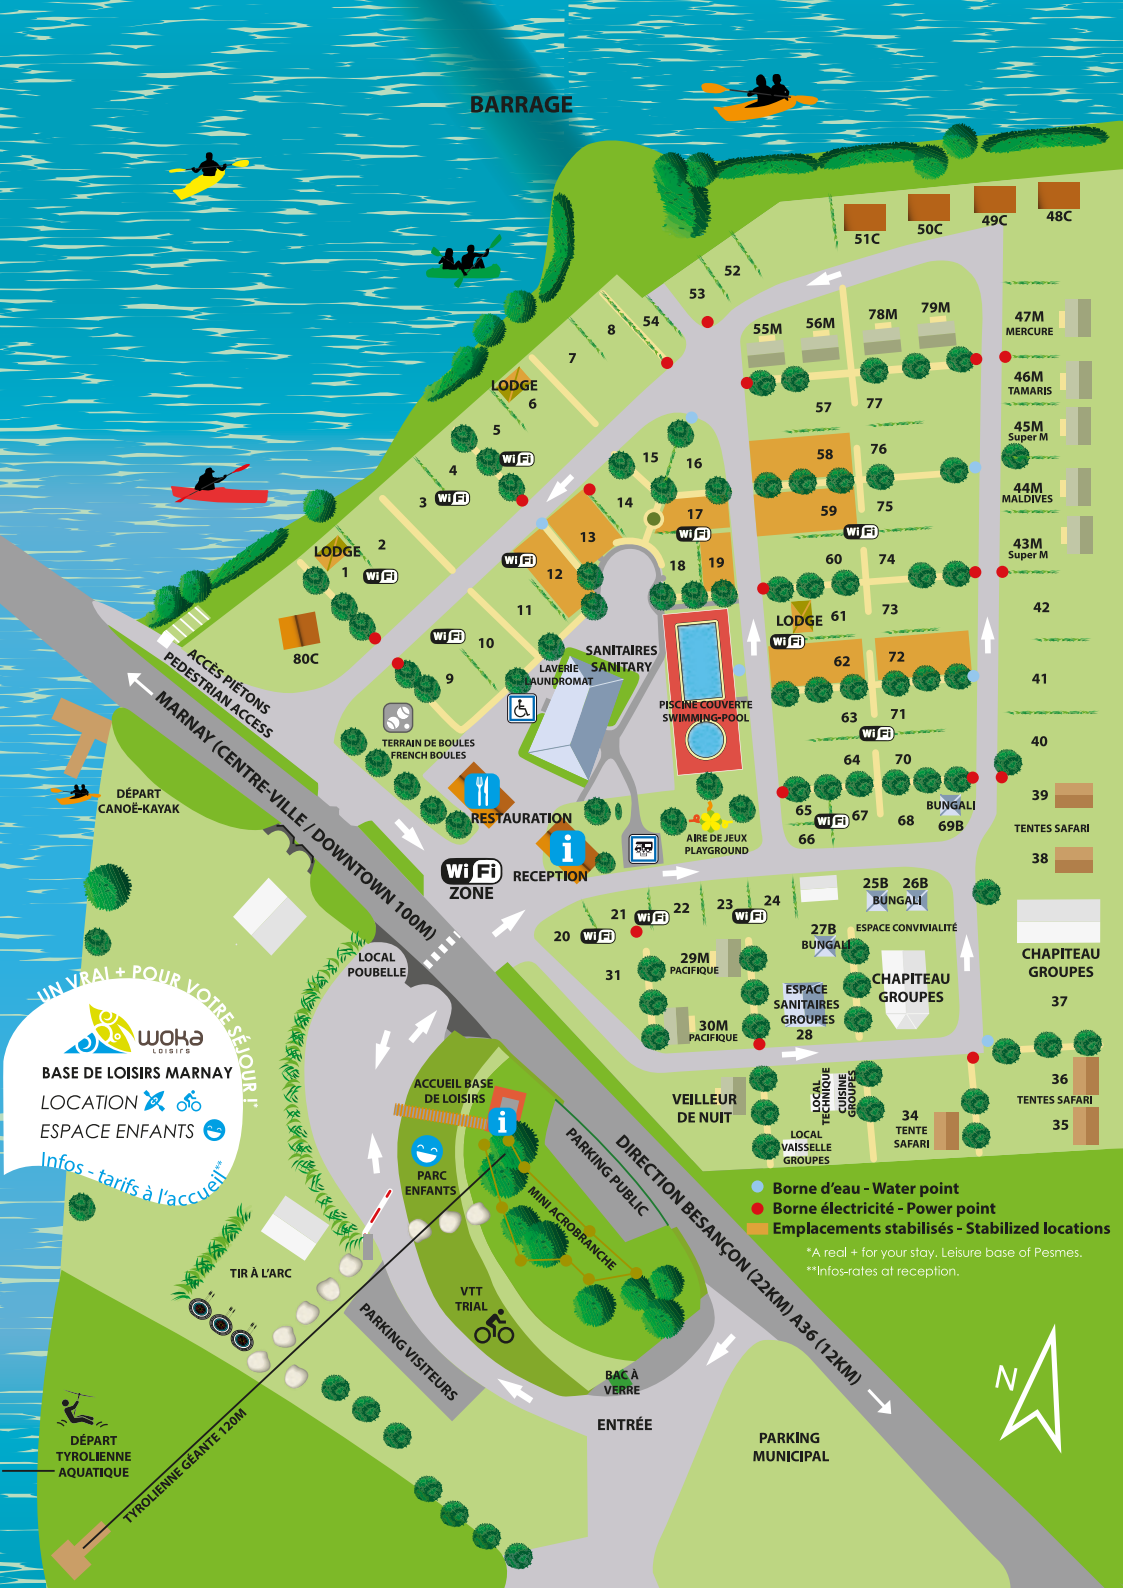 BARRAGE
48C
49C
50C
51C
52
53
54
8
7
LODGE
6
5
4
3
WiFi
WiFi
55M
56M
78M
79M
47M
MERCURE
46M
TAMARIS
45M
Super M
44M
MALDIVES
43M
Super M
57
77
76
58
59
75
WiFi
60
74
LODGE
61
73
WiFi
62
72
63
71
WiFi
64
70
65
WiFi
67
68
66
BUNGALI
69B
42
41
40
39
TENTES SAFARI
38
15
16
14
17
WiFi
13
18
19
WiFi
12
11
LODGE
2
1
WiFi
80C
WiFi
10
9
SANITAIRES
SANITARY
LAVERIE
LAUNDROMAT
PISCINE COUVERTE
SWIMMING-POOL
TERRAIN DE BOULES
FRENCH BOULES
RESTAURATION
RECEPTION
WiFi
ZONE
AIRE DE JEUX
PLAYGROUND
ACCÈS PIÉTONS
PEDESTRIAN ACCESS
MARNAY (CENTRE-VILLE / DOWNTOWN 100M)
DÉPART
CANOË-KAYAK
20
WiFi
21
WiFi
22
23
WiFi
24
25B
26B
BUNGALI
27B
BUNGALI
ESPACE CONVIVIALITÉ
31
29M
PACIFIQUE
30M
PACIFIQUE
ESPACE
SANITAIRES
GROUPES
28
CHAPITEAU
GROUPES
CHAPITEAU
GROUPES
37
36
TENTES SAFARI
35
34
TENTE
SAFARI
VEILLEUR
DE NUIT
LOCAL
TECHNIQUE
CUISINE
GROUPES
LOCAL
VAISSELLE
GROUPES
LOCAL
POUBELLE
UN VRAI + POUR VOTRE SÉJOUR !*
WOKA
LOISIRS
BASE DE LOISIRS MARNAY
LOCATION
ESPACE ENFANTS
Infos - tarifs à l'accueil**
ACCUEIL BASE
DE LOISIRS
PARC
ENFANTS
MINI ACROBRANCHE
PARKING PUBLIC
DIRECTION BESANÇON (22KM) A36 (12KM)
Borne d'eau - Water point
Borne électricité - Power point
Emplacements stabilisés - Stabilized locations
*A real + for your stay. Leisure base of Pesmes.
**Infos-rates at reception.
TIR À L'ARC
VTT
TRIAL
PARKING VISITEURS
BAC À
VERRE
ENTRÉE
PARKING
MUNICIPAL
N
DÉPART
TYROLIENNE
AQUATIQUE
TYROLIENNE GÉANTE 120M